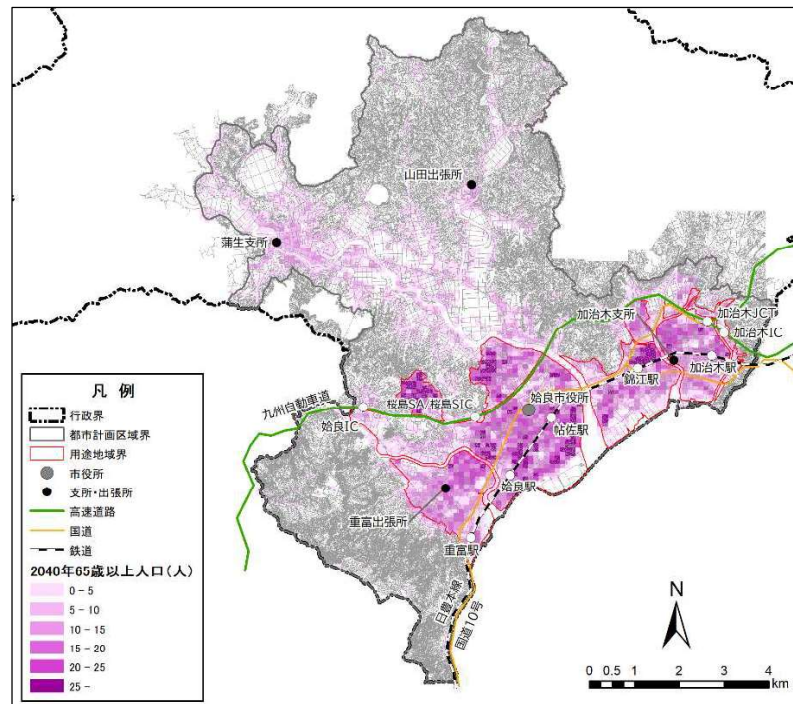 山田出張所
蒲生支所
加治木支所
加治木JCT
加治木IC
加治木駅
錦江駅
桜島SA 桜島SIC
姶良市役所
九州自動車道
姶良IC
帖佐駅
姶良駅
重富出張所
重富駅
日豊本線
国道10号
凡 例
行政界
都市計画区域界
用途地域界
市役所
支所・出張所
高速道路
国道
鉄道
2040年65歳以上人口(人)
0 - 5
5 - 10
10 - 15
15 - 20
20 - 25
25 -
N
0 0.5 1 2 3 4
km